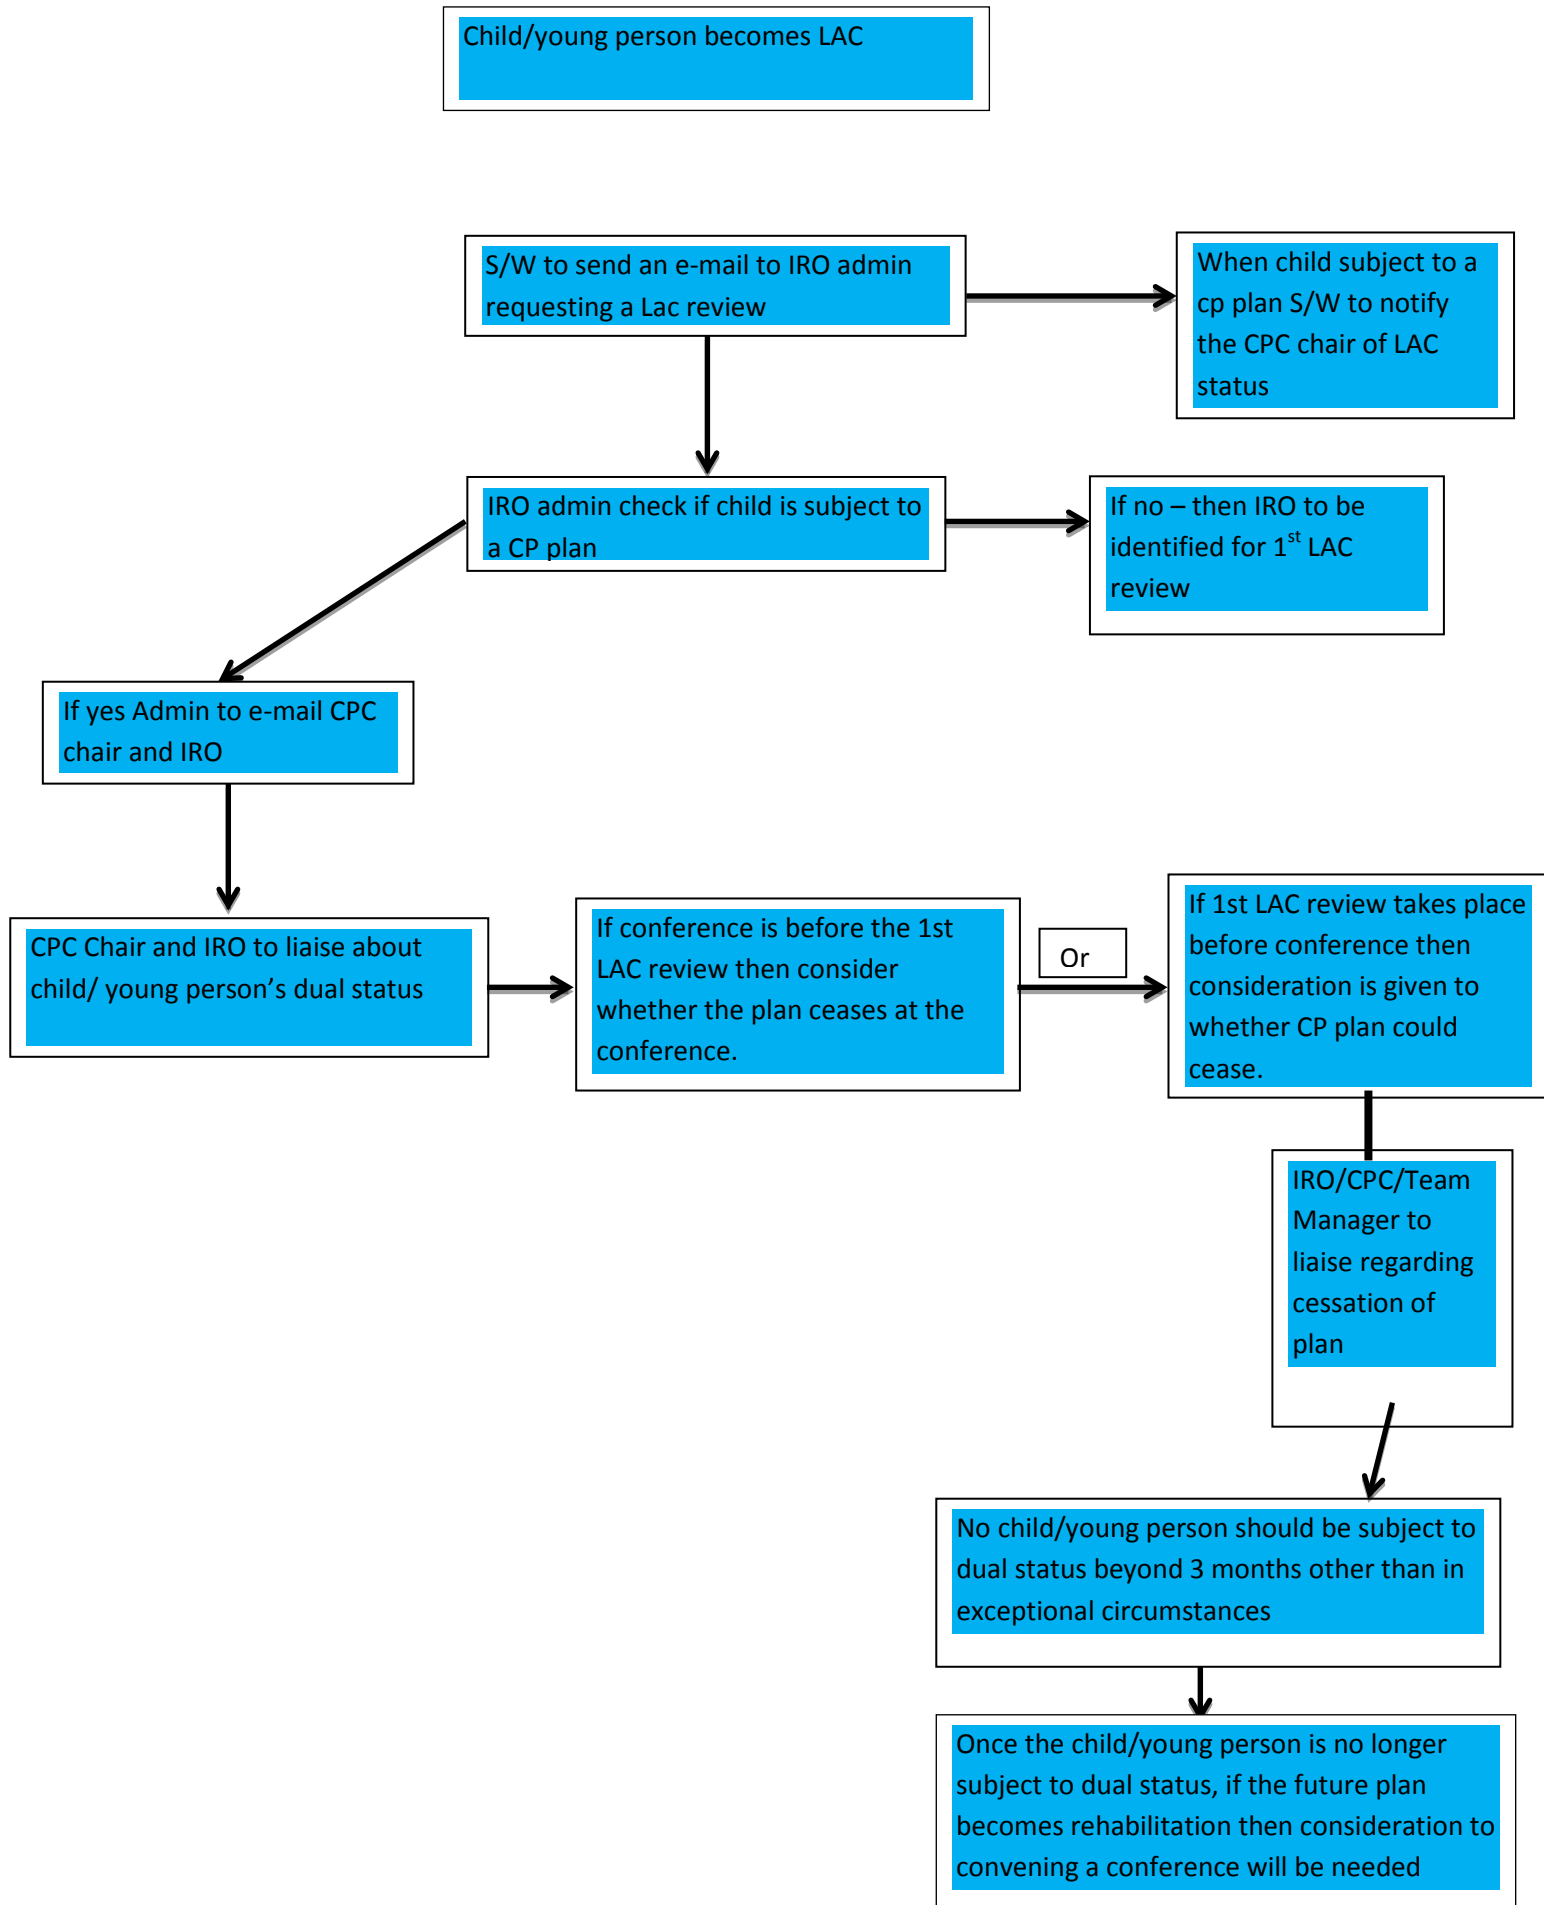 Child/young person becomes LAC
S/W to send an e-mail to IRO admin
requesting a Lac review
When child subject to a
cp plan S/W to notify
the CPC chair of LAC
status
IRO admin check if child is subject to
a CP plan
If no – then IRO to be
identified for 1st LAC
review
If yes Admin to e-mail CPC
chair and IRO
CPC Chair and IRO to liaise about
child/ young person’s dual status
If conference is before the 1st
LAC review then consider
whether the plan ceases at the
conference.
Or
If 1st LAC review takes place
before conference then
consideration is given to
whether CP plan could
cease.
IRO/CPC/Team
Manager to
liaise regarding
cessation of
plan
No child/young person should be subject to
dual status beyond 3 months other than in
exceptional circumstances
Once the child/young person is no longer
subject to dual status, if the future plan
becomes rehabilitation then consideration to
convening a conference will be needed